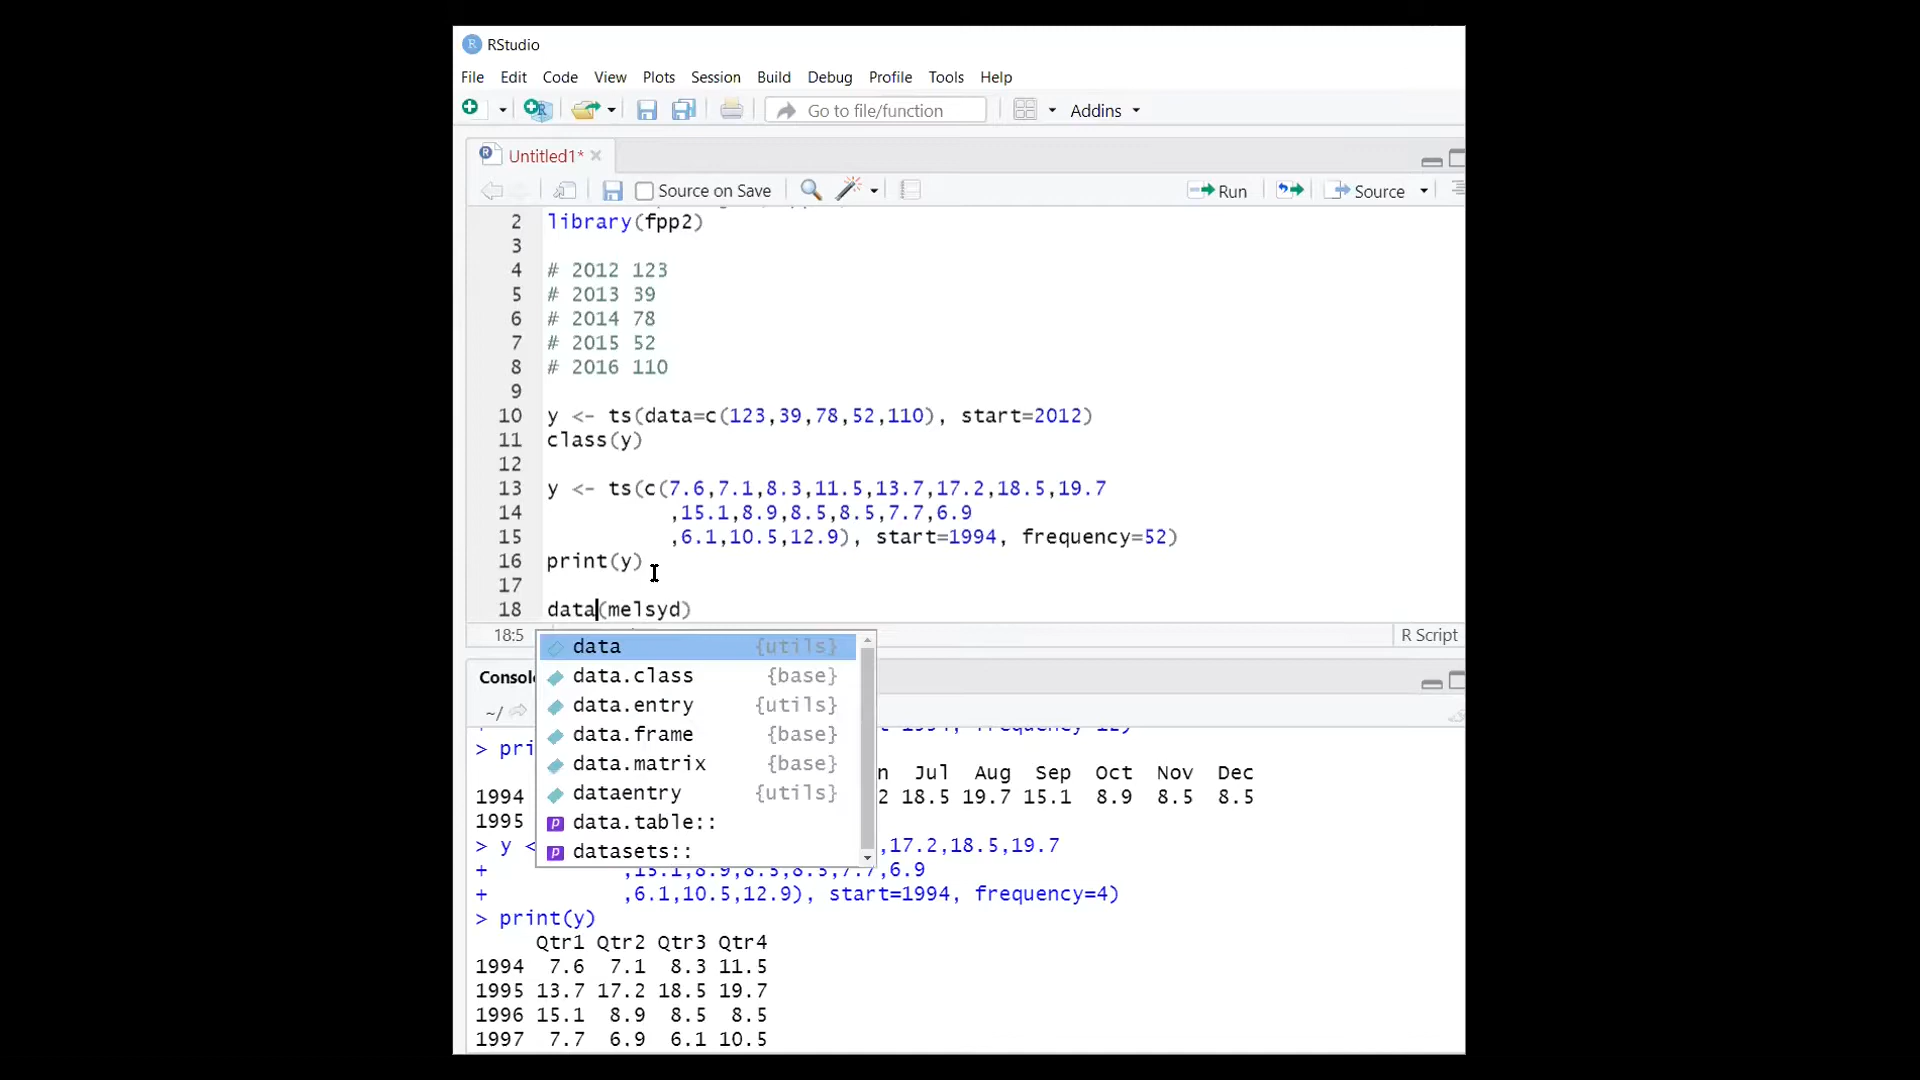 RStudio
File Edit Code View Plots Session Build Debug Profile Tools Help
Go to file/function Addins
Untitled1*
Source on Save Run Source
2 library(fpp2)
3
4 # 2012 123
5 # 2013 39
6 # 2014 78
7 # 2015 52
8 # 2016 110
9
10 y <- ts(data=c(123,39,78,52,110), start=2012)
11 class(y)
12
13 y <- ts(c(7.6,7.1,8.3,11.5,13.7,17.2,18.5,19.7
14 ,15.1,8.9,8.5,8.5,7.7,6.9
15 ,6.1,10.5,12.9), start=1994, frequency=52)
16 print(y)
17
18 data(melsyd)
18:5 R Script
data {utils}
data.class {base}
data.entry {utils}
data.frame {base}
data.matrix {base}
dataentry {utils}
data.table::
datasets::
Consol
~/
> pri
n Jul Aug Sep Oct Nov Dec
1994 2 18.5 19.7 15.1 8.9 8.5 8.5
1995
> y < ,17.2,18.5,19.7
+ ,15.1,8.9,8.5,8.5,7.7,6.9
+ ,6.1,10.5,12.9), start=1994, frequency=4)
> print(y)
Qtr1 Qtr2 Qtr3 Qtr4
1994 7.6 7.1 8.3 11.5
1995 13.7 17.2 18.5 19.7
1996 15.1 8.9 8.5 8.5
1997 7.7 6.9 6.1 10.5